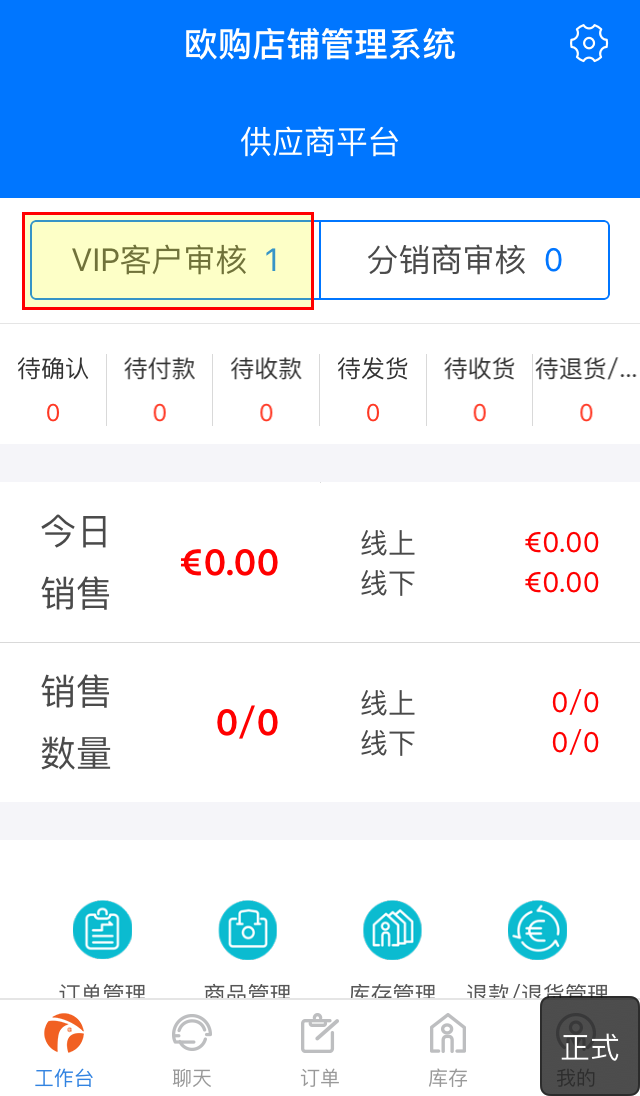 欧购店铺管理系统
供应商平台
VIP客户审核 1 分销商审核 0
待确认 待付款 待收款 待发货 待收货 待退货/...
0 0 0 0 0 0
今日
销售
€0.00
线上 €0.00
线下 €0.00
销售
数量
0/0
线上 0/0
线下 0/0
订单管理 商品管理 库存管理 退款/退货管理
正式
工作台 聊天 订单 库存 我的